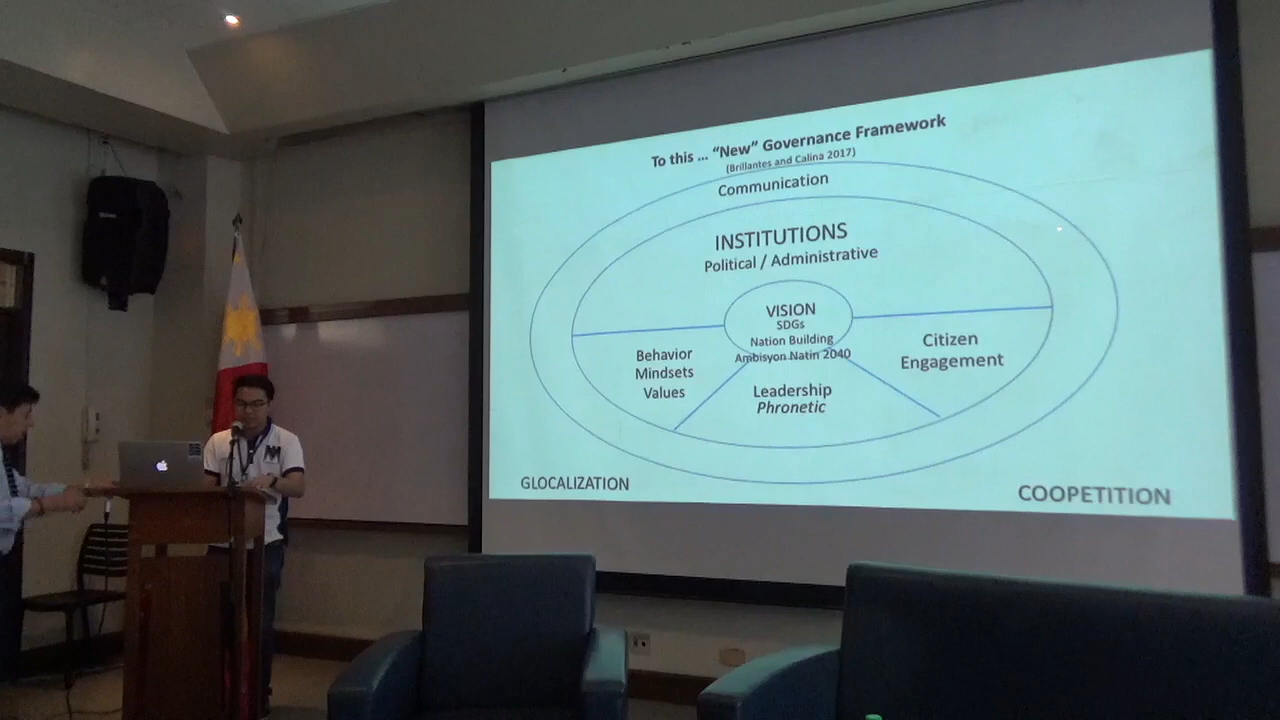 To this ... “New” Governance Framework
(Brillantes and Calina 2017)
Communication
INSTITUTIONS
Political / Administrative
VISION
SDGs
Nation Building
Ambisyon Natin 2040
Behavior
Mindsets
Values
Leadership
Phronetic
Citizen
Engagement
GLOCALIZATION
COOPETITION